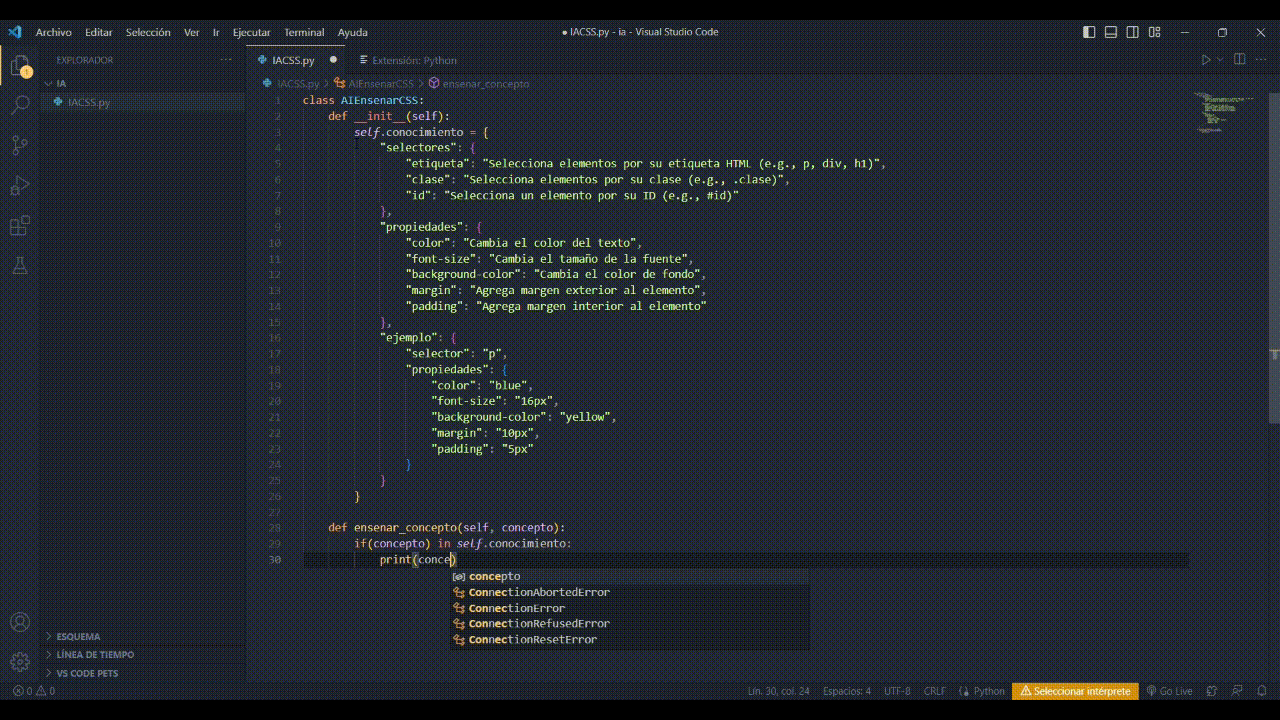 Archivo Editar Selección Ver Ir Ejecutar Terminal Ayuda
● IACSS.py - ia - Visual Studio Code
EXPLORADOR ···
IACSS.py ●
Extensión: Python
1
IA
IACSS.py
IACSS.py > AIEnsenarCSS > ensenar_concepto
1 class AIEnsenarCSS:
2 def __init__(self):
3 self.conocimiento = {
4 "selectores": {
5 "etiqueta": "Selecciona elementos por su etiqueta HTML (e.g., p, div, h1)",
6 "clase": "Selecciona elementos por su clase (e.g., .clase)",
7 "id": "Selecciona un elemento por su ID (e.g., #id)"
8 },
9 "propiedades": {
10 "color": "Cambia el color del texto",
11 "font-size": "Cambia el tamaño de la fuente",
12 "background-color": "Cambia el color de fondo",
13 "margin": "Agrega margen exterior al elemento",
14 "padding": "Agrega margen interior al elemento"
15 },
16 "ejemplo": {
17 "selector": "p",
18 "propiedades": {
19 "color": "blue",
20 "font-size": "16px",
21 "background-color": "yellow",
22 "margin": "10px",
23 "padding": "5px"
24 }
25 }
26 }
27
28 def ensenar_concepto(self, concepto):
29 if(concepto) in self.conocimiento:
30 print(conce)
concepto
ConnectionAbortedError
ConnectionError
ConnectionRefusedError
ConnectionResetError
ESQUEMA
LÍNEA DE TIEMPO
VS CODE PETS
0 0
Lín. 30, col. 24 Espacios: 4 UTF-8 CRLF Python Seleccionar intérprete Go Live